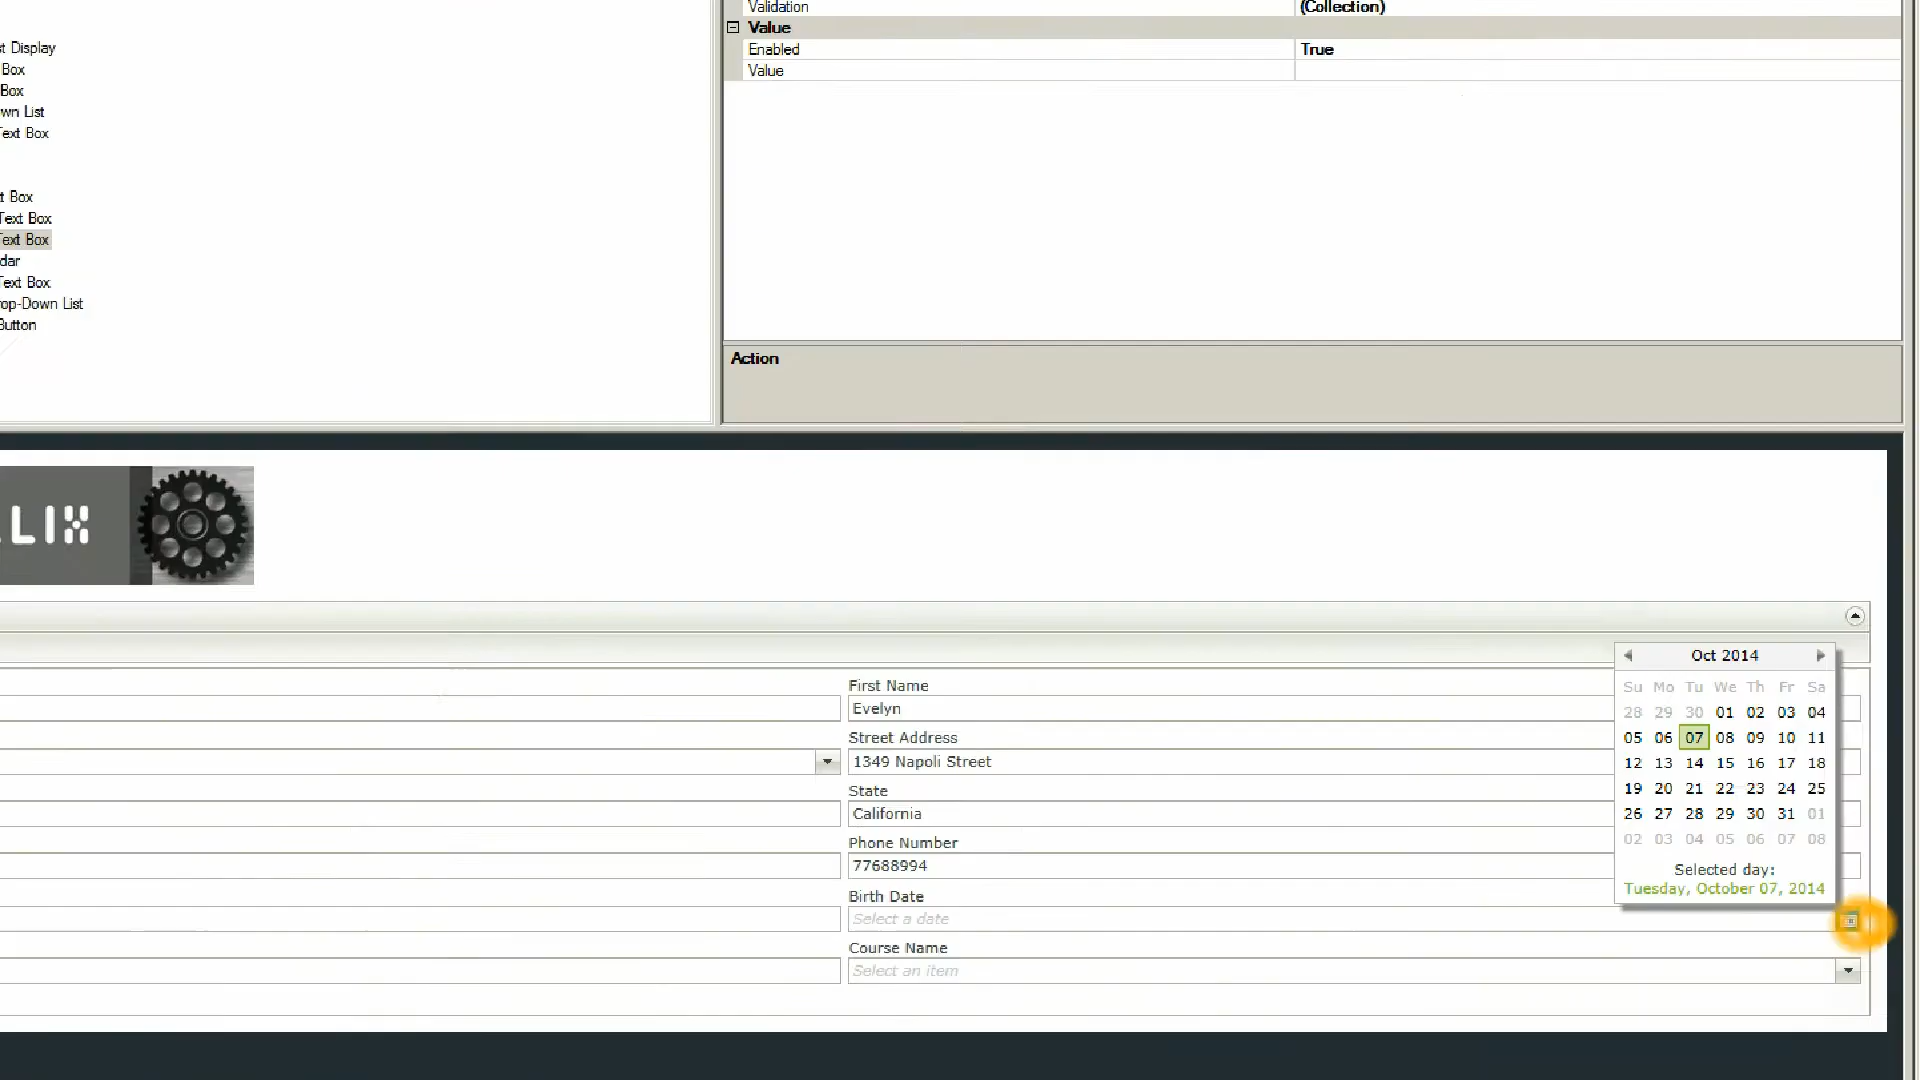 Validation (Collection)
Value
Enabled True
Value
t Display
Box
Box
wn List
Text Box
t Box
Text Box
Text Box
dar
Text Box
rop-Down List
Button
Action
LIX
First Name
Evelyn
Street Address
1349 Napoli Street
State
California
Phone Number
77688994
Birth Date
Select a date
Course Name
Select an item
Oct 2014
Su Mo Tu We Th Fr Sa
28 29 30 01 02 03 04
05 06 07 08 09 10 11
12 13 14 15 16 17 18
19 20 21 22 23 24 25
26 27 28 29 30 31 01
02 03 04 05 06 07 08
Selected day:
Tuesday, October 07, 2014